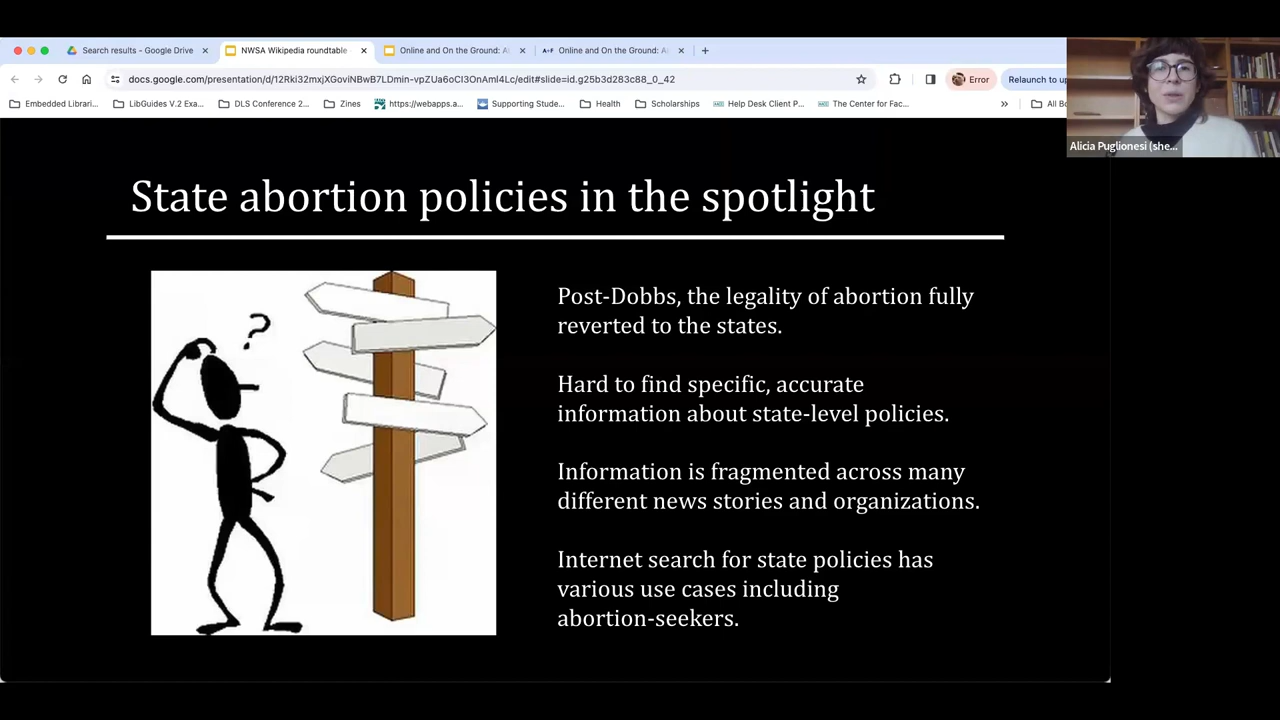 Search results - Google Drive
NWSA Wikipedia roundtable
Online and On the Ground: A
A+F Online and On the Ground: A
docs.google.com/presentation/d/12Rki32mxjXGoviNBwB7LDmin-vpZUa6oCI3OnAml4Lc/edit#slide=id.g25b3d283c88_0_42
Error
Relaunch to up
Embedded Librari...
LibGuides V.2 Exa...
DLS Conference 2...
Zines
https://webapps.a...
Supporting Stude...
Health
Scholarships
Help Desk Client P...
The Center for Fac...
»
All Bo
Alicia Puglionesi (she...
State abortion policies in the spotlight
?
Post-Dobbs, the legality of abortion fully
reverted to the states.
Hard to find specific, accurate
information about state-level policies.
Information is fragmented across many
different news stories and organizations.
Internet search for state policies has
various use cases including
abortion-seekers.